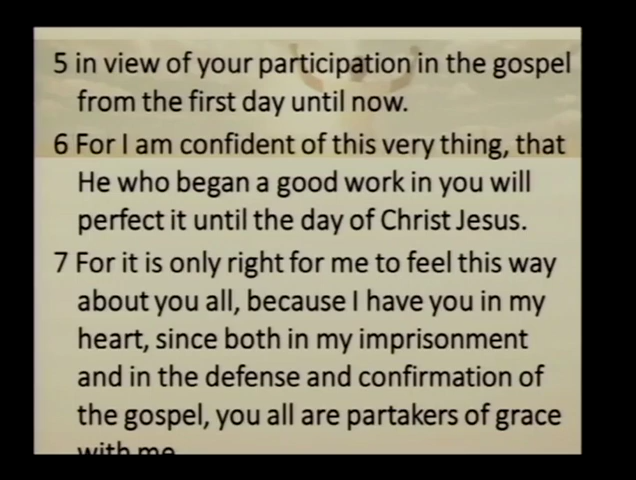 5 in view of your participation in the gospel
from the first day until now.
6 For I am confident of this very thing, that
He who began a good work in you will
perfect it until the day of Christ Jesus.
7 For it is only right for me to feel this way
about you all, because I have you in my
heart, since both in my imprisonment
and in the defense and confirmation of
the gospel, you all are partakers of grace
with me